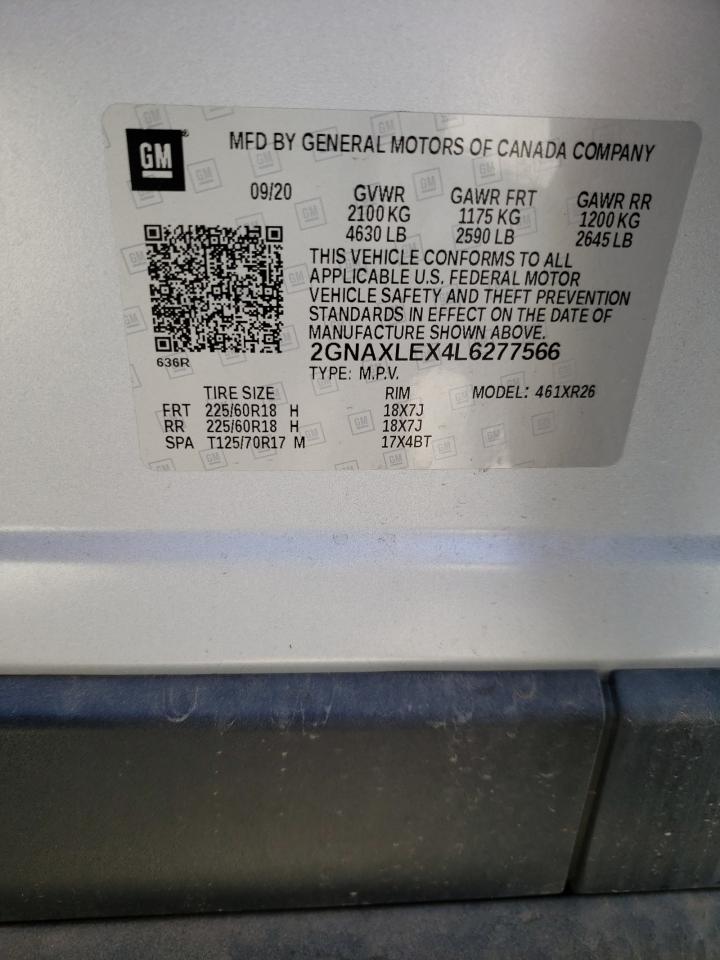 GM
MFD BY GENERAL MOTORS OF CANADA COMPANY
09/20 GVWR GAWR FRT GAWR RR
2100 KG 1175 KG 1200 KG
4630 LB 2590 LB 2645 LB
THIS VEHICLE CONFORMS TO ALL
APPLICABLE U.S. FEDERAL MOTOR
VEHICLE SAFETY AND THEFT PREVENTION
STANDARDS IN EFFECT ON THE DATE OF
MANUFACTURE SHOWN ABOVE.
636R
2GNAXLEX4L6277566
TYPE: M.P.V.
TIRE SIZE RIM MODEL: 461XR26
FRT 225/60R18 H 18X7J
RR 225/60R18 H 18X7J
SPA T125/70R17 M 17X4BT